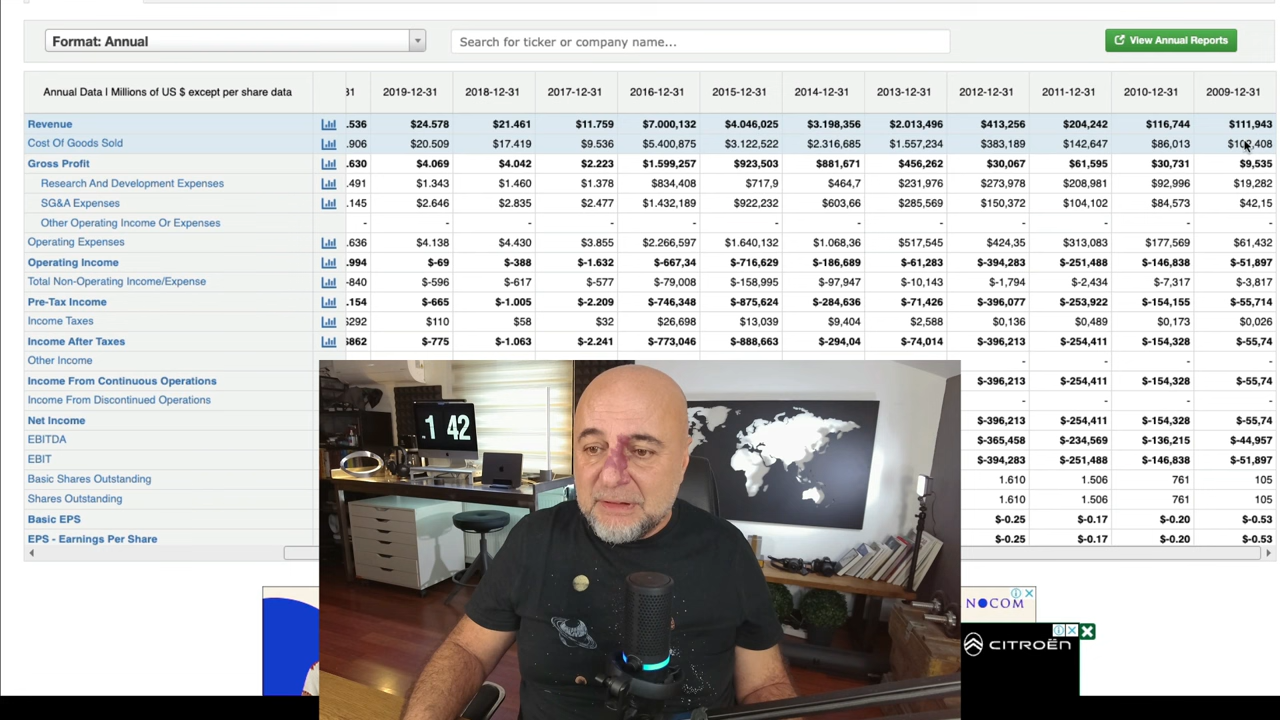 Format: Annual
Search for ticker or company name...
View Annual Reports
Annual Data | Millions of US $ except per share data 31 2019-12-31 2018-12-31 2017-12-31 2016-12-31 2015-12-31 2014-12-31 2013-12-31 2012-12-31 2011-12-31 2010-12-31 2009-12-31
Revenue .536 $24.578 $21.461 $11.759 $7.000,132 $4.046,025 $3.198,356 $2.013,496 $413,256 $204,242 $116,744 $111,943
Cost Of Goods Sold .906 $20.509 $17.419 $9.536 $5.400,875 $3.122,522 $2.316,685 $1.557,234 $383,189 $142,647 $86,013
Gross Profit .630 $4.069 $4.042 $2.223 $1.599,257 $923,503 $881,671 $456,262 $30,067 $61,595 $30,731 $9,535
Research And Development Expenses .491 $1.343 $1.460 $1.378 $834,408 $717,9 $464,7 $231,976 $273,978 $208,981 $92,996 $19,282
SG&A Expenses .145 $2.646 $2.835 $2.477 $1.432,189 $922,232 $603,66 $285,569 $150,372 $104,102 $84,573 $42,15
Other Operating Income Or Expenses - - - - - - - - - - -
Operating Expenses .636 $4.138 $4.430 $3.855 $2.266,597 $1.640,132 $1.068,36 $517,545 $424,35 $313,083 $177,569 $61,432
Operating Income .994 $-69 $-388 $-1.632 $-667,34 $-716,629 $-186,689 $-61,283 $-394,283 $-251,488 $-146,838 $-51,897
Total Non-Operating Income/Expense -840 $-596 $-617 $-577 $-79,008 $-158,995 $-97,947 $-10,143 $-1,794 $-2,434 $-7,317 $-3,817
Pre-Tax Income .154 $-665 $-1.005 $-2.209 $-746,348 $-875,624 $-284,636 $-71,426 $-396,077 $-253,922 $-154,155 $-55,714
Income Taxes $292 $110 $58 $32 $26,698 $13,039 $9,404 $2,588 $0,136 $0,489 $0,173 $0,026
Income After Taxes $862 $-775 $-1.063 $-2.241 $-773,046 $-888,663 $-294,04 $-74,014 $-396,213 $-254,411 $-154,328 $-55,74
Other Income - - - -
Income From Continuous Operations $-396,213 $-254,411 $-154,328 $-55,74
Income From Discontinued Operations - - - -
Net Income $-396,213 $-254,411 $-154,328 $-55,74
EBITDA $-365,458 $-234,569 $-136,215 $-44,957
EBIT $-394,283 $-251,488 $-146,838 $-51,897
Basic Shares Outstanding 1.610 1.506 761 105
Shares Outstanding 1.610 1.506 761 105
Basic EPS $-0.25 $-0.17 $-0.20 $-0.53
EPS - Earnings Per Share $-0.25 $-0.17 $-0.20 $-0.53
.1 42
NOCOM
CITROËN